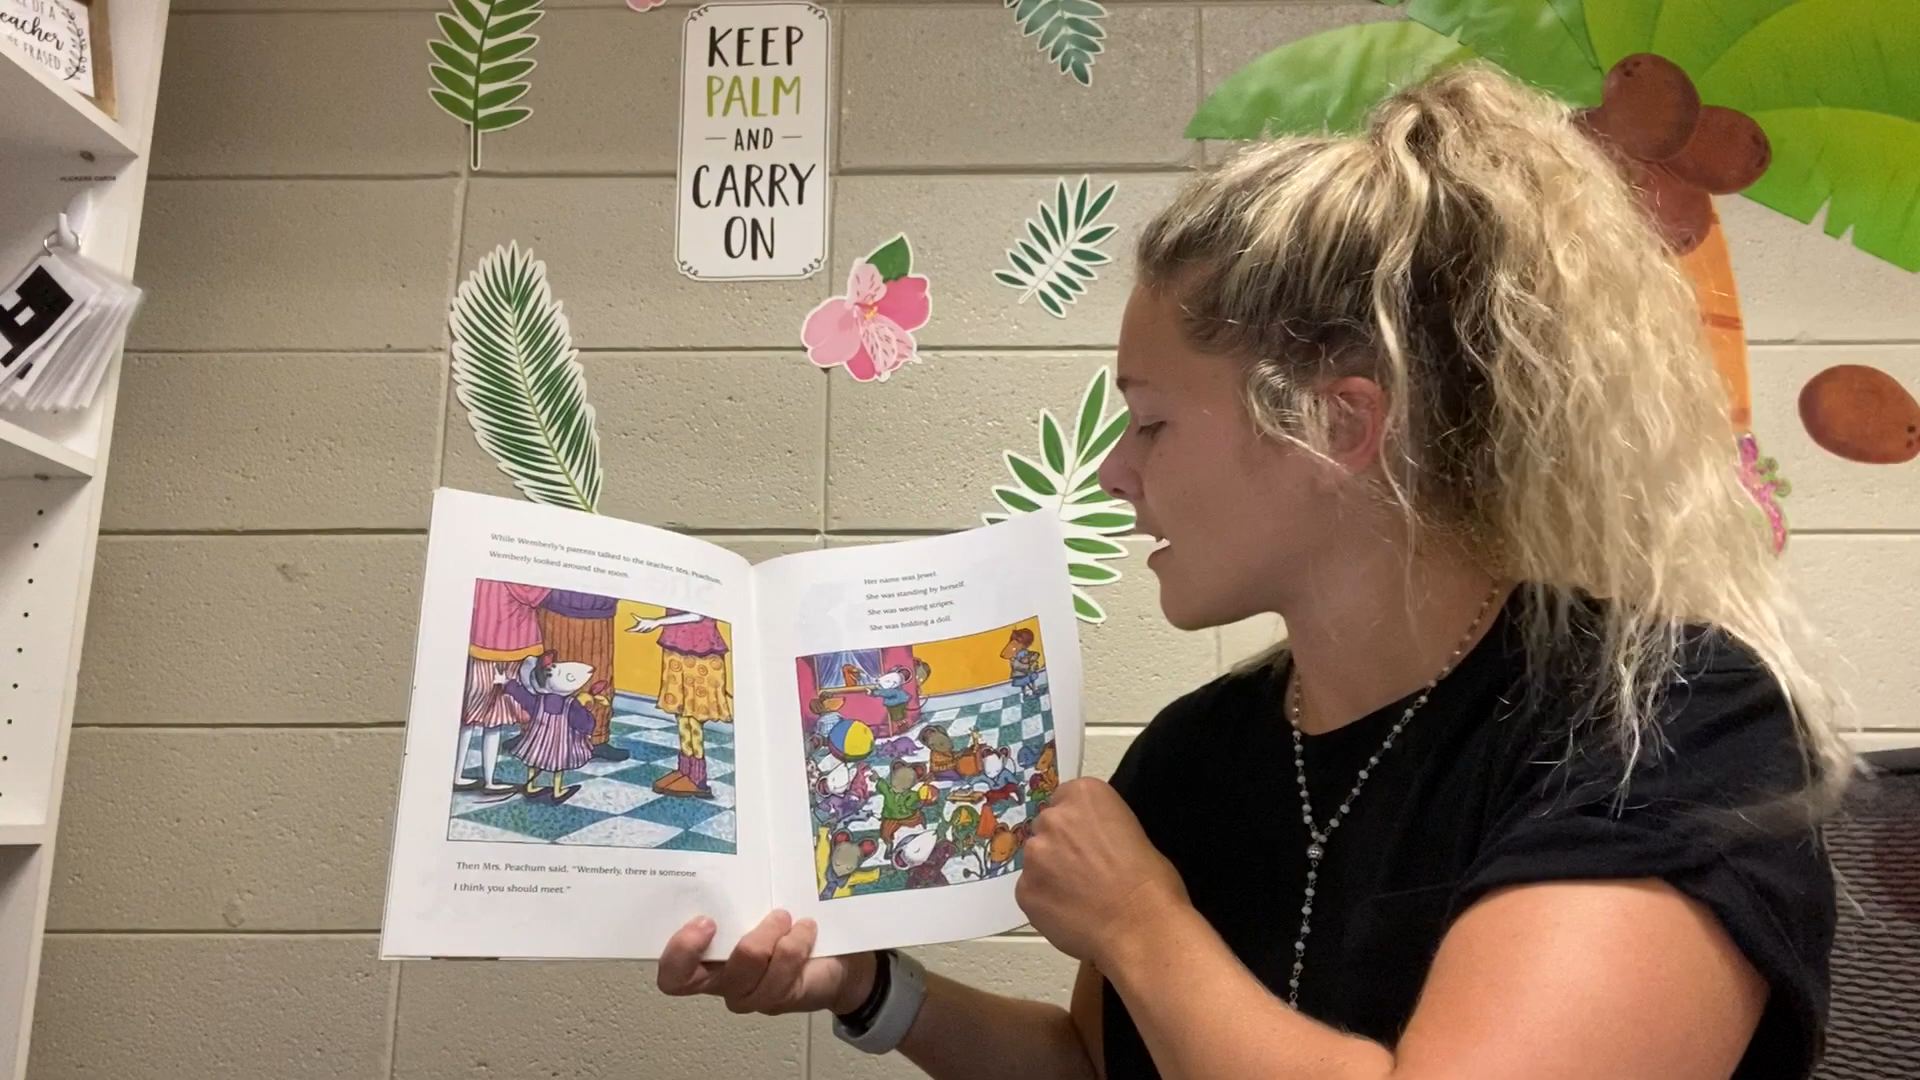 teacher
ERASED
KEEP
PALM
AND
CARRY
ON
While Wemberly's parents talked to the teacher, Mrs. Peachum,
Wemberly looked around the room.
Then Mrs. Peachum said, "Wemberly, there is someone
I think you should meet."
Her name was Jewel.
She was standing by herself.
She was wearing stripes.
She was holding a doll.